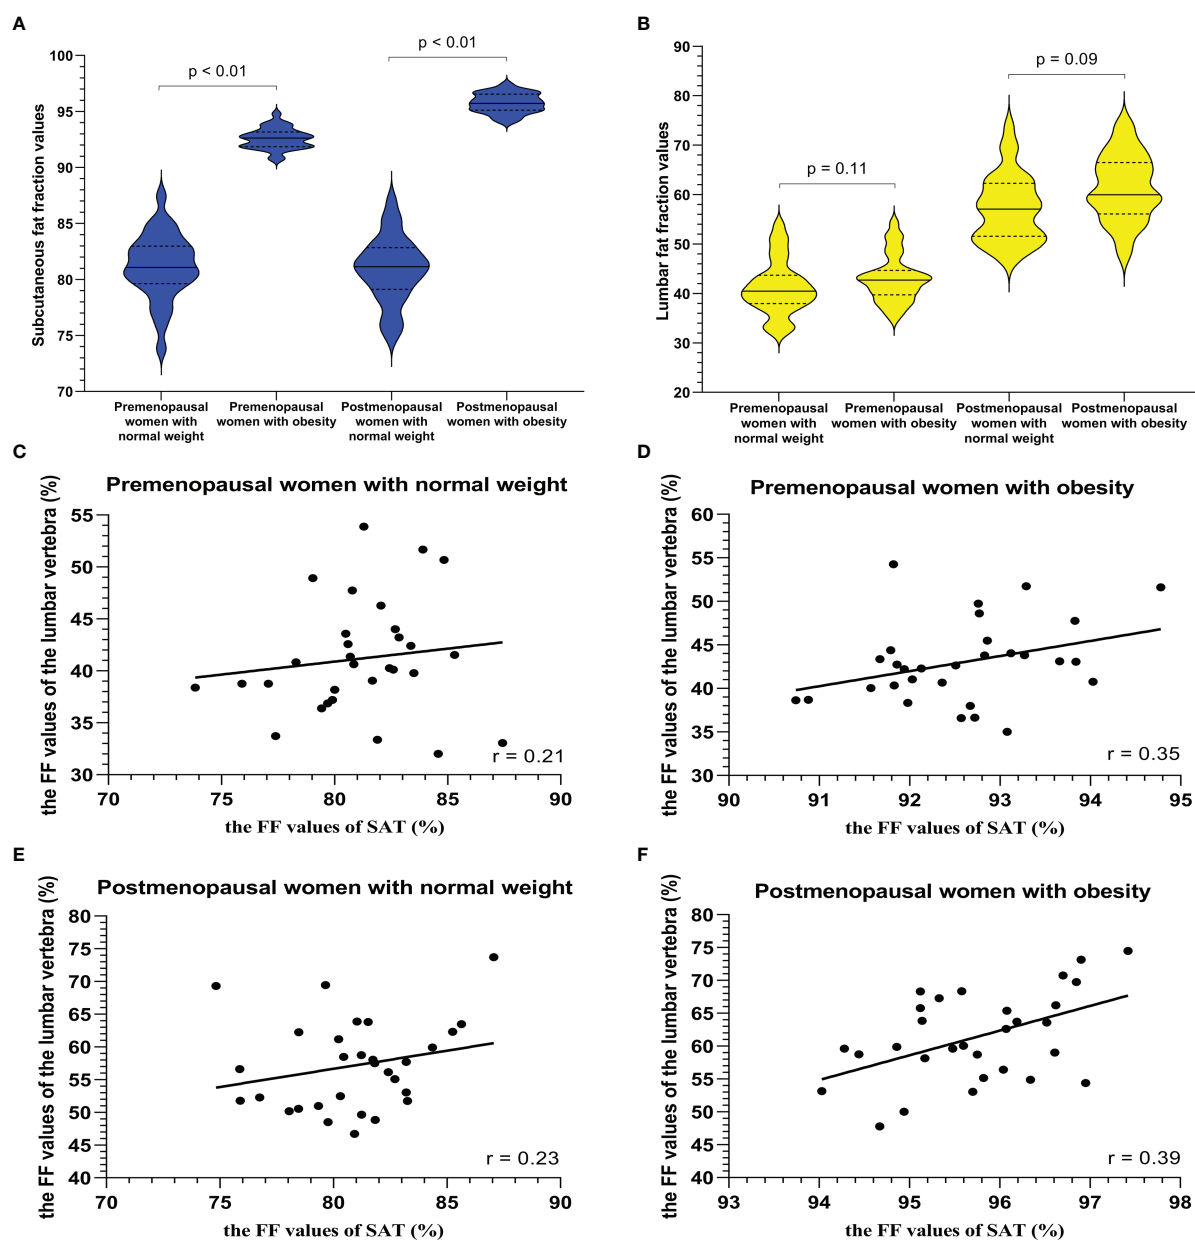 A
p < 0.01
p < 0.01
Subcutaneous fat fraction values
100
95
90
85
80
75
70
Premenopausal
women with
normal weight
Premenopausal
women with obesity
Postmenopausal
women with
normal weight
Postmenopausal
women with obesity
B
p = 0.11
p = 0.09
Lumbar fat fraction values
90
80
70
60
50
40
30
20
Premenopausal
women with
normal weight
Premenopausal
women with obesity
Postmenopausal
women with
normal weight
Postmenopausal
women with obesity
C
Premenopausal women with normal weight
the FF values of the lumbar vertebra (%)
55
50
45
40
35
30
r = 0.21
70 75 80 85 90
the FF values of SAT (%)
D
Premenopausal women with obesity
the FF values of the lumbar vertebra (%)
60
55
50
45
40
35
30
r = 0.35
90 91 92 93 94 95
the FF values of SAT (%)
E
Postmenopausal women with normal weight
the FF values of the lumbar vertebra (%)
80
75
70
65
60
55
50
45
40
r = 0.23
70 75 80 85 90
the FF values of SAT (%)
F
Postmenopausal women with obesity
the FF values of the lumbar vertebra (%)
80
75
70
65
60
55
50
45
40
r = 0.39
93 94 95 96 97 98
the FF values of SAT (%)